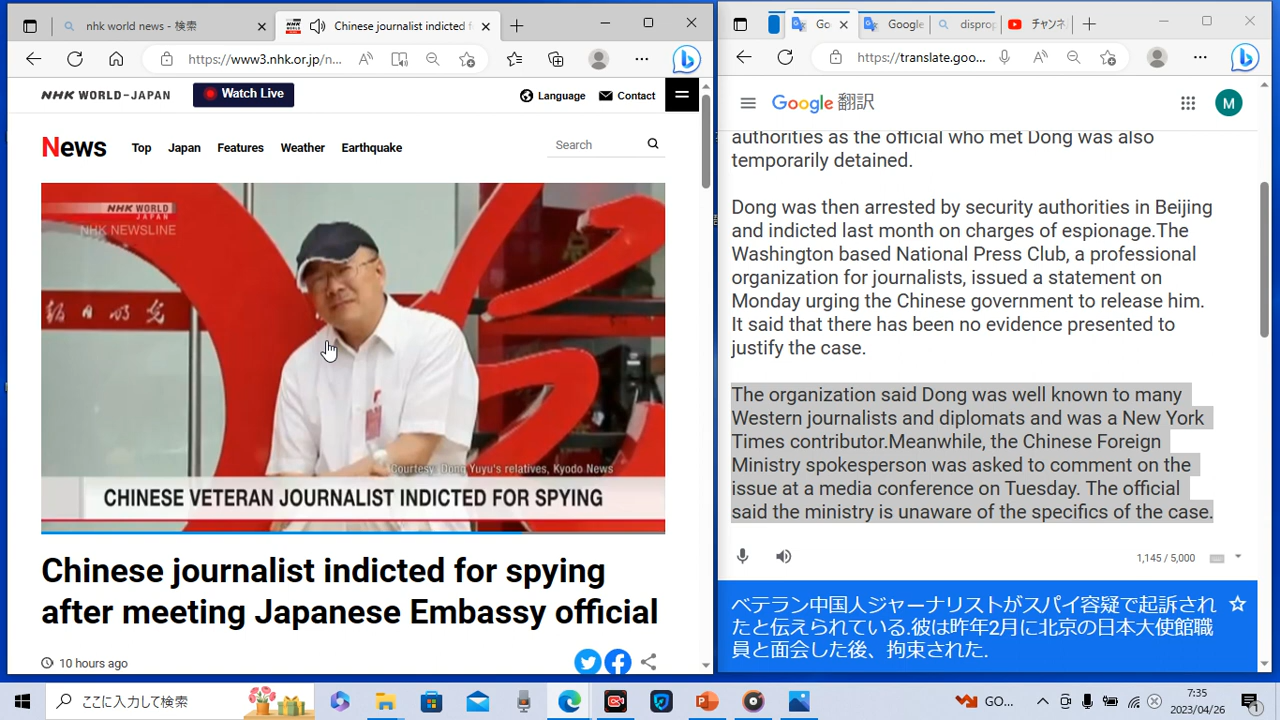 nhk world news - 検索
Chinese journalist indicted f
https://www3.nhk.or.jp/n...
NHK WORLD-JAPAN
Watch Live
Language
Contact
News
Top
Japan
Features
Weather
Earthquake
Search
NHK WORLD
JAPAN
NHK NEWSLINE
報日明光
Courtesy: Dong Yuyu's relatives, Kyodo News
CHINESE VETERAN JOURNALIST INDICTED FOR SPYING
Chinese journalist indicted for spying
after meeting Japanese Embassy official
10 hours ago
Go
Google
disprop
チャンネ
https://translate.goo...
Google 翻訳
M
authorities as the official who met Dong was also
temporarily detained.
Dong was then arrested by security authorities in Beijing
and indicted last month on charges of espionage.The
Washington based National Press Club, a professional
organization for journalists, issued a statement on
Monday urging the Chinese government to release him.
It said that there has been no evidence presented to
justify the case.
The organization said Dong was well known to many
Western journalists and diplomats and was a New York
Times contributor.Meanwhile, the Chinese Foreign
Ministry spokesperson was asked to comment on the
issue at a media conference on Tuesday. The official
said the ministry is unaware of the specifics of the case.
1,145 / 5,000
ベテラン中国人ジャーナリストがスパイ容疑で起訴され
たと伝えられている.彼は昨年2月に北京の日本大使館職
員と面会した後、拘束された.
ここに入力して検索
GO...
7:35
2023/04/26